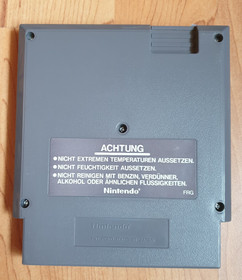 ACHTUNG
• NICHT EXTREMEN TEMPERATUREN AUSSETZEN.
• NICHT FEUCHTIGKEIT AUSSETZEN.
• NICHT REINIGEN MIT BENZIN, VERDÜNNER,
ALKOHOL ODER ÄHNLICHEN FLÜSSIGKEITEN.
Nintendo
FRG
Nintendo